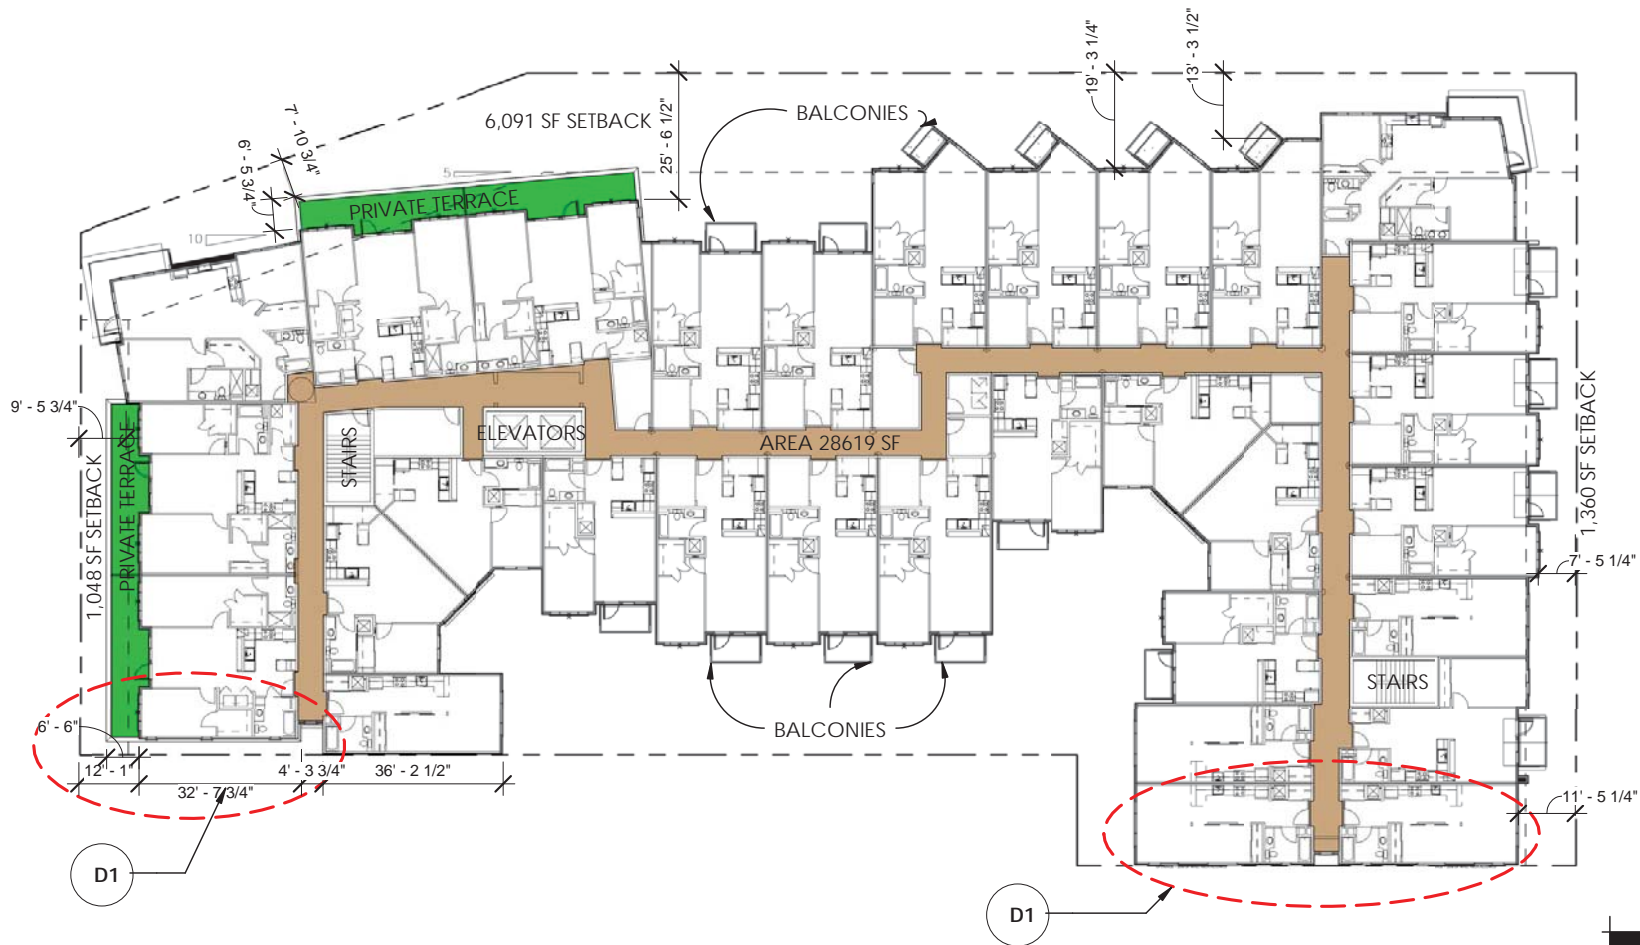 7' - 10 3/4"
6' - 5 3/4"
6,091 SF SETBACK
25' - 6 1/2"
BALCONIES
19' - 3 1/4"
13' - 3 1/2"
5
PRIVATE TERRACE
10
9' - 5 3/4"
1,048 SF SETBACK
PRIVATE TERRACE
STAIRS
ELEVATORS
AREA 28619 SF
1,360 SF SETBACK
7' - 5 1/4"
STAIRS
6' - 6"
12' - 1"
32' - 7 3/4"
4' - 3 3/4"
36' - 2 1/2"
BALCONIES
11' - 5 1/4"
D1
D1